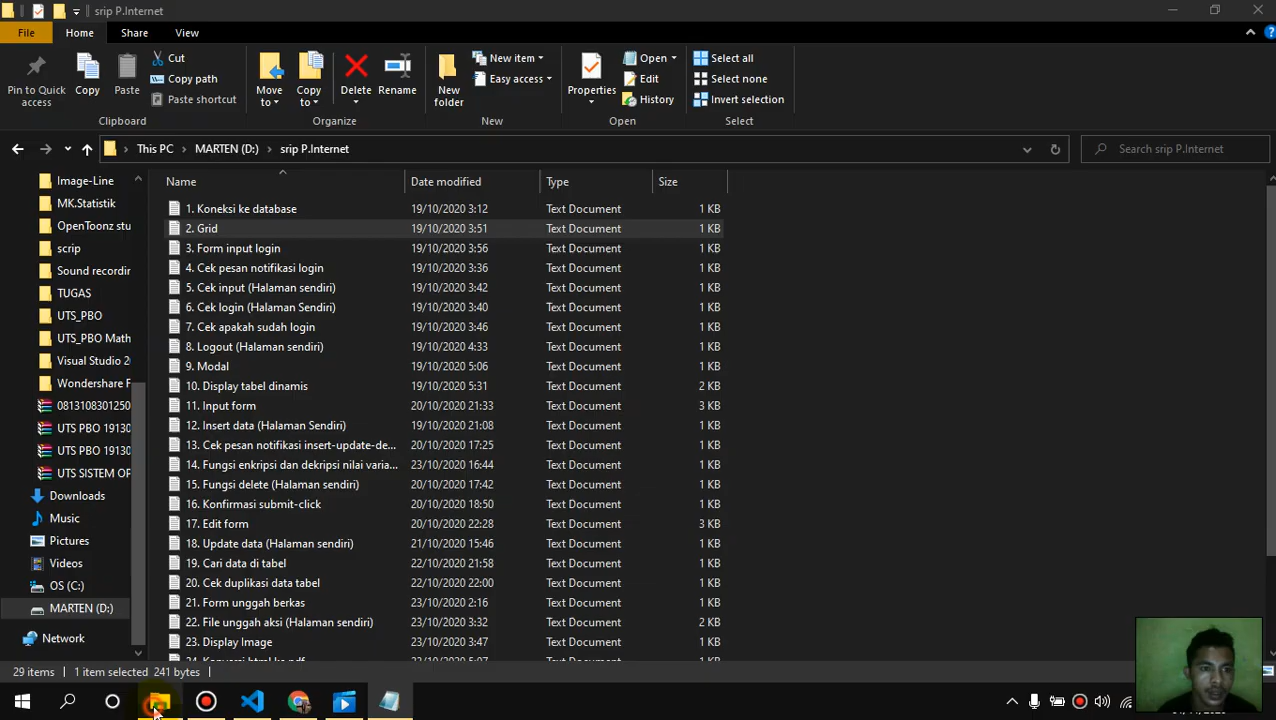 srip P.Internet
File Home Share View
Pin to Quick access
Copy
Paste
Cut
Copy path
Paste shortcut
Clipboard
Move to
Copy to
Delete
Rename
Organize
New folder
New item
Easy access
New
Properties
Open
Edit
History
Open
Select all
Select none
Invert selection
Select
This PC > MARTEN (D:) > srip P.Internet
Search srip P.Internet
Image-Line
MK.Statistik
OpenToonz stu
scrip
Sound recordin
TUGAS
UTS_PBO
UTS_PBO Math
Visual Studio 20
Wondershare F
0813108301250
UTS PBO 19130
UTS PBO 19130
UTS SISTEM OP
Downloads
Music
Pictures
Videos
OS (C:)
MARTEN (D:)
Network
Name Date modified Type Size
1. Koneksi ke database 19/10/2020 3:12 Text Document 1 KB
2. Grid 19/10/2020 3:51 Text Document 1 KB
3. Form input login 19/10/2020 3:56 Text Document 1 KB
4. Cek pesan notifikasi login 19/10/2020 3:36 Text Document 1 KB
5. Cek input (Halaman sendiri) 19/10/2020 3:42 Text Document 1 KB
6. Cek login (Halaman Sendiri) 19/10/2020 3:40 Text Document 1 KB
7. Cek apakah sudah login 19/10/2020 3:46 Text Document 1 KB
8. Logout (Halaman sendiri) 19/10/2020 4:33 Text Document 1 KB
9. Modal 19/10/2020 5:06 Text Document 1 KB
10. Display tabel dinamis 19/10/2020 5:31 Text Document 2 KB
11. Input form 20/10/2020 21:33 Text Document 3 KB
12. Insert data (Halaman Sendiri) 19/10/2020 21:08 Text Document 1 KB
13. Cek pesan notifikasi insert-update-de... 20/10/2020 17:25 Text Document 1 KB
14. Fungsi enkripsi dan dekripsi nilai varia... 23/10/2020 16:44 Text Document 1 KB
15. Fungsi delete (Halaman sendiri) 20/10/2020 17:42 Text Document 1 KB
16. Konfirmasi submit-click 20/10/2020 18:50 Text Document 1 KB
17. Edit form 20/10/2020 22:28 Text Document 3 KB
18. Update data (Halaman sendiri) 21/10/2020 15:46 Text Document 1 KB
19. Cari data di tabel 22/10/2020 21:58 Text Document 1 KB
20. Cek duplikasi data tabel 22/10/2020 22:00 Text Document 1 KB
21. Form unggah berkas 23/10/2020 2:16 Text Document 1 KB
22. File unggah aksi (Halaman sendiri) 23/10/2020 3:32 Text Document 2 KB
23. Display Image 23/10/2020 3:47 Text Document 1 KB
29 items 1 item selected 241 bytes